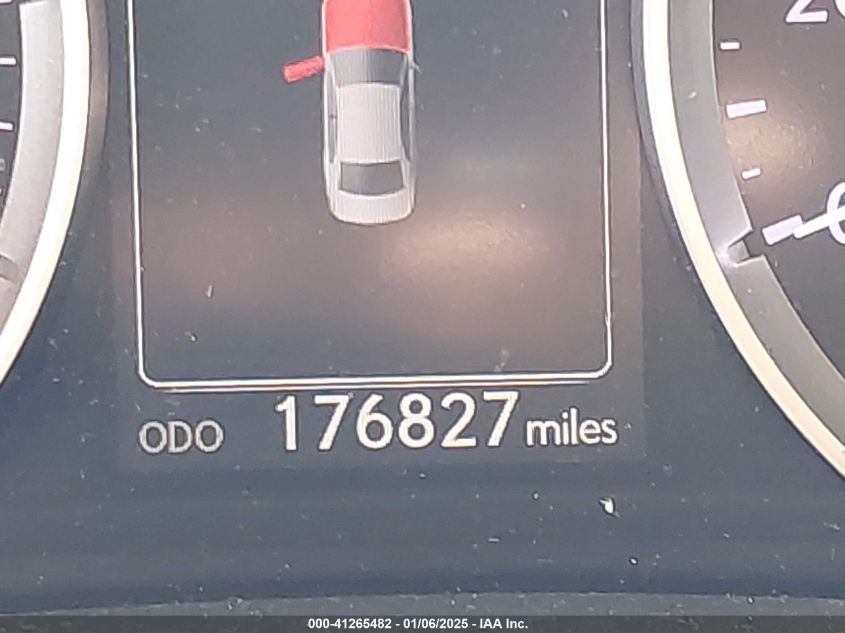 ODO 176827 miles
000-41265482 - 01/06/2025 - IAA Inc.